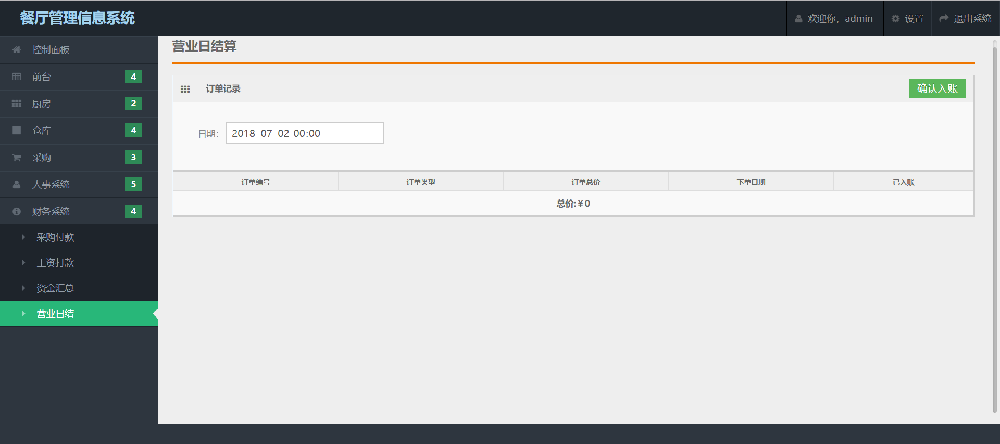 餐厅管理信息系统
欢迎你，admin
设置
退出系统
控制面板
前台 4
厨房 2
仓库 4
采购 3
人事系统 5
财务系统 4
采购付款
工资打款
资金汇总
营业日结
营业日结算
订单记录
确认入账
日期： 2018-07-02 00:00
订单编号 订单类型 订单总价 下单日期 已入账
总价:¥0